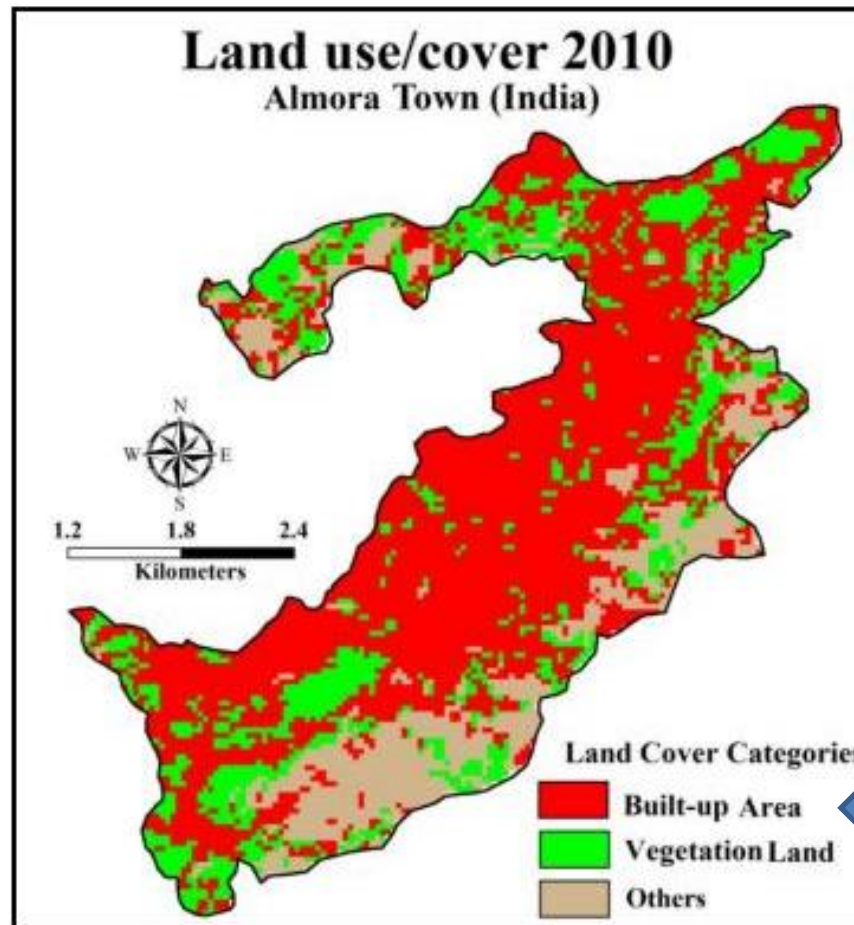 Land use/cover 2010
Almora Town (India)
N
W E
S
1.2 1.8 2.4
Kilometers
Land Cover Categories
Built-up Area
Vegetation Land
Others